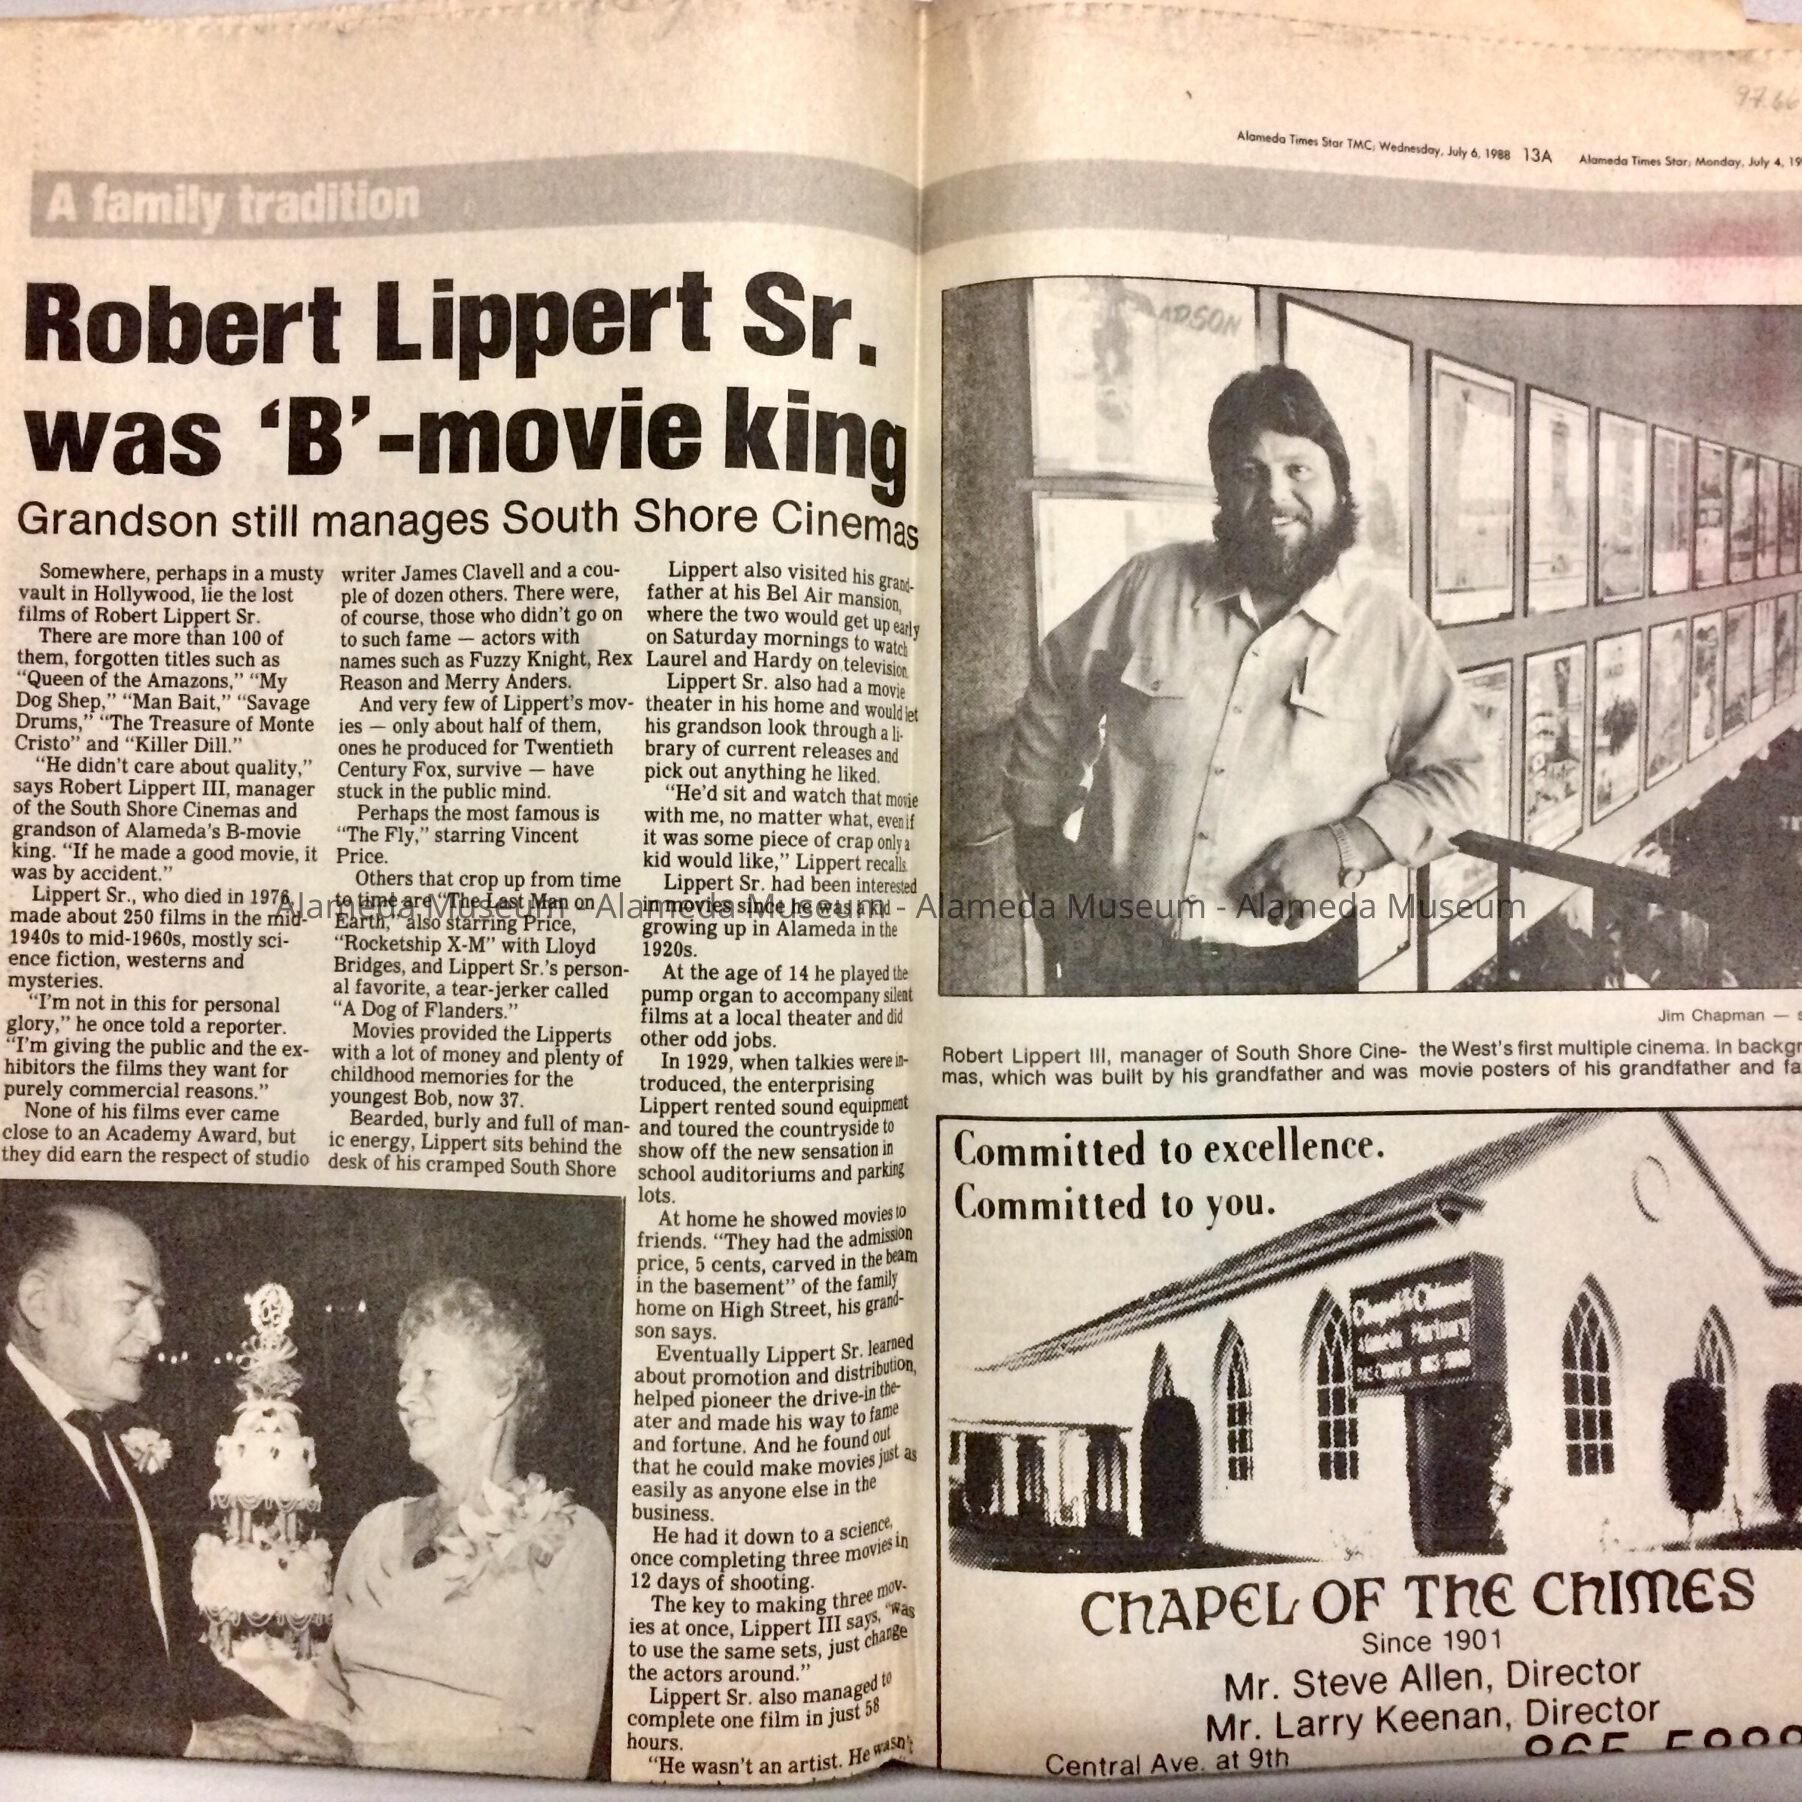 97.66
Alameda Times Star TMC; Wednesday, July 6, 1988 13A
Alameda Times Star; Monday, July 4, 19
A family tradition
Robert Lippert Sr.
was 'B'-movie king
Grandson still manages South Shore Cinemas
Somewhere, perhaps in a musty
vault in Hollywood, lie the lost
films of Robert Lippert Sr.
There are more than 100 of
them, forgotten titles such as
"Queen of the Amazons," "My
Dog Shep," "Man Bait," "Savage
Drums," "The Treasure of Monte
Cristo" and "Killer Dill."
"He didn't care about quality,"
says Robert Lippert III, manager
of the South Shore Cinemas and
grandson of Alameda's B-movie
king. "If he made a good movie, it
was by accident."
Lippert Sr., who died in 1976,
made about 250 films in the mid-
1940s to mid-1960s, mostly sci-
ence fiction, westerns and
mysteries.
"I'm not in this for personal
glory," he once told a reporter.
"I'm giving the public and the ex-
hibitors the films they want for
purely commercial reasons."
None of his films ever came
close to an Academy Award, but
they did earn the respect of studio
writer James Clavell and a cou-
ple of dozen others. There were,
of course, those who didn't go on
to such fame — actors with
names such as Fuzzy Knight, Rex
Reason and Merry Anders.
And very few of Lippert's mov-
ies — only about half of them,
ones he produced for Twentieth
Century Fox, survive — have
stuck in the public mind.
Perhaps the most famous is
"The Fly," starring Vincent
Price.
Others that crop up from time
to time are "The Last Man on
Earth," also starring Price,
"Rocketship X-M" with Lloyd
Bridges, and Lippert Sr.'s person-
al favorite, a tear-jerker called
"A Dog of Flanders."
Movies provided the Lipperts
with a lot of money and plenty of
childhood memories for the
youngest Bob, now 37.
Bearded, burly and full of man-
ic energy, Lippert sits behind the
desk of his cramped South Shore
Lippert also visited his grand-
father at his Bel Air mansion,
where the two would get up early
on Saturday mornings to watch
Laurel and Hardy on television.
Lippert Sr. also had a movie
theater in his home and would let
his grandson look through a li-
brary of current releases and
pick out anything he liked.
"He'd sit and watch that movie
with me, no matter what, even if
it was some piece of crap only a
kid would like," Lippert recalls.
Lippert Sr. had been interested
in movies since he was a kid
growing up in Alameda in the
1920s.
At the age of 14 he played the
pump organ to accompany silent
films at a local theater and did
other odd jobs.
In 1929, when talkies were in-
troduced, the enterprising
Lippert rented sound equipment
and toured the countryside to
show off the new sensation in
school auditoriums and parking
lots.
At home he showed movies to
friends. "They had the admission
price, 5 cents, carved in the beam
in the basement" of the family
home on High Street, his grand-
son says.
Eventually Lippert Sr. learned
about promotion and distribution,
helped pioneer the drive-in the-
ater and made his way to fame
and fortune. And he found out
that he could make movies just as
easily as anyone else in the
business.
He had it down to a science,
once completing three movies in
12 days of shooting.
The key to making three mov-
ies at once, Lippert III says, "was
to use the same sets, just change
the actors around."
Lippert Sr. also managed to
complete one film in just 58
hours.
"He wasn't an artist. He wasn't
ARSON
Jim Chapman — s
Robert Lippert III, manager of South Shore Cine-
mas, which was built by his grandfather and was
the West's first multiple cinema. In backgr
movie posters of his grandfather and fa
Alameda Museum - Alameda Museum - Alameda Museum - Alameda Museum
Committed to excellence.
Committed to you.
Chapel of the Chimes
CHAPEL OF THE CHIMES
Since 1901
Mr. Steve Allen, Director
Mr. Larry Keenan, Director
Central Ave. at 9th